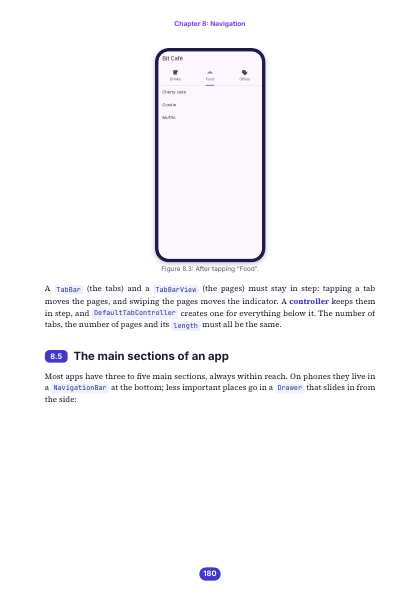 Chapter 8: Navigation
Bit Café
Drinks Food Offers
Cherry cake
Cookie
Muffin
Figure 8.3: After tapping “Food”.
A TabBar (the tabs) and a TabBarView (the pages) must stay in step: tapping a tab
moves the pages, and swiping the pages moves the indicator. A controller keeps them
in step, and DefaultTabController creates one for everything below it. The number of
tabs, the number of pages and its length must all be the same.
8.5 The main sections of an app
Most apps have three to five main sections, always within reach. On phones they live in
a NavigationBar at the bottom; less important places go in a Drawer that slides in from
the side:
180